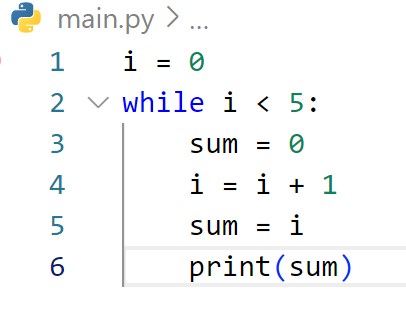 main.py > ...
1 i = 0
2 while i < 5:
3     sum = 0
4     i = i + 1
5     sum = i
6     print(sum)